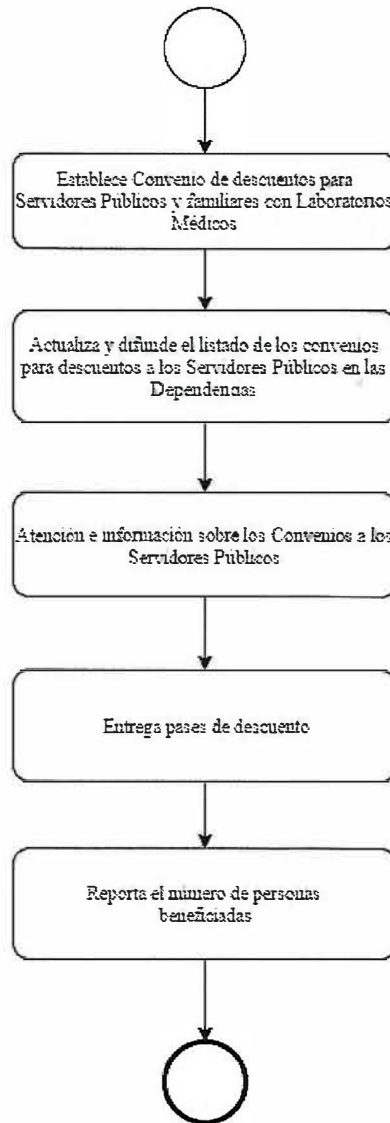 Establece Convenio de descuentos para
Servidores Públicos y familiares con Laboratorios
Médicos
Actualiza y difunde el listado de los convenios
para descuentos a los Servidores Públicos en las
Dependencias
Atención e información sobre los Convenios a los
Servidores Públicos
Entrega pases de descuento
Reporta el número de personas
beneficiadas